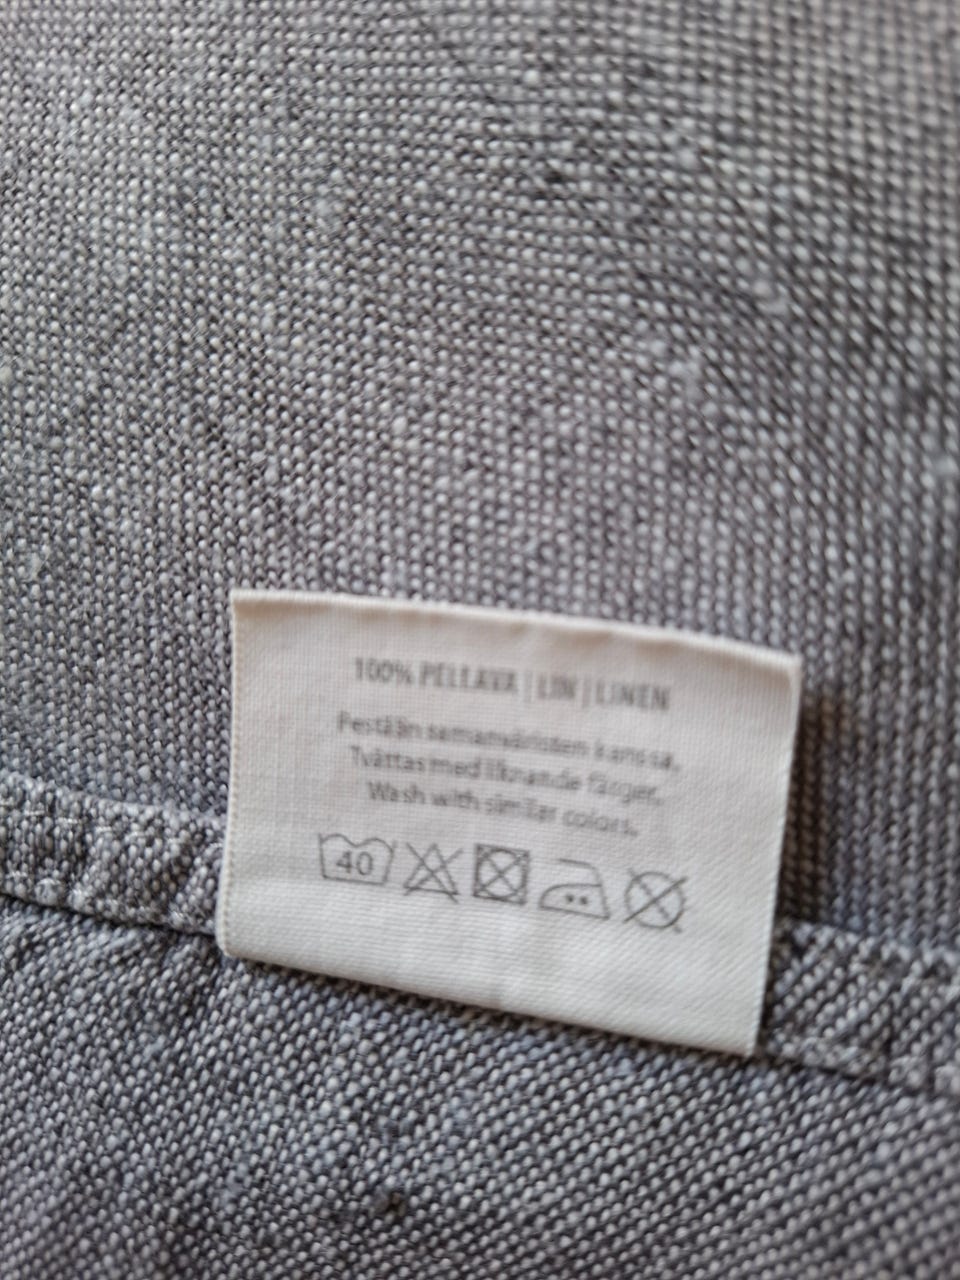 100% PELLAVA | LIN | LINEN
Pestään samanväristen kanssa.
Tvättas med liknande färger.
Wash with similar colors.
40